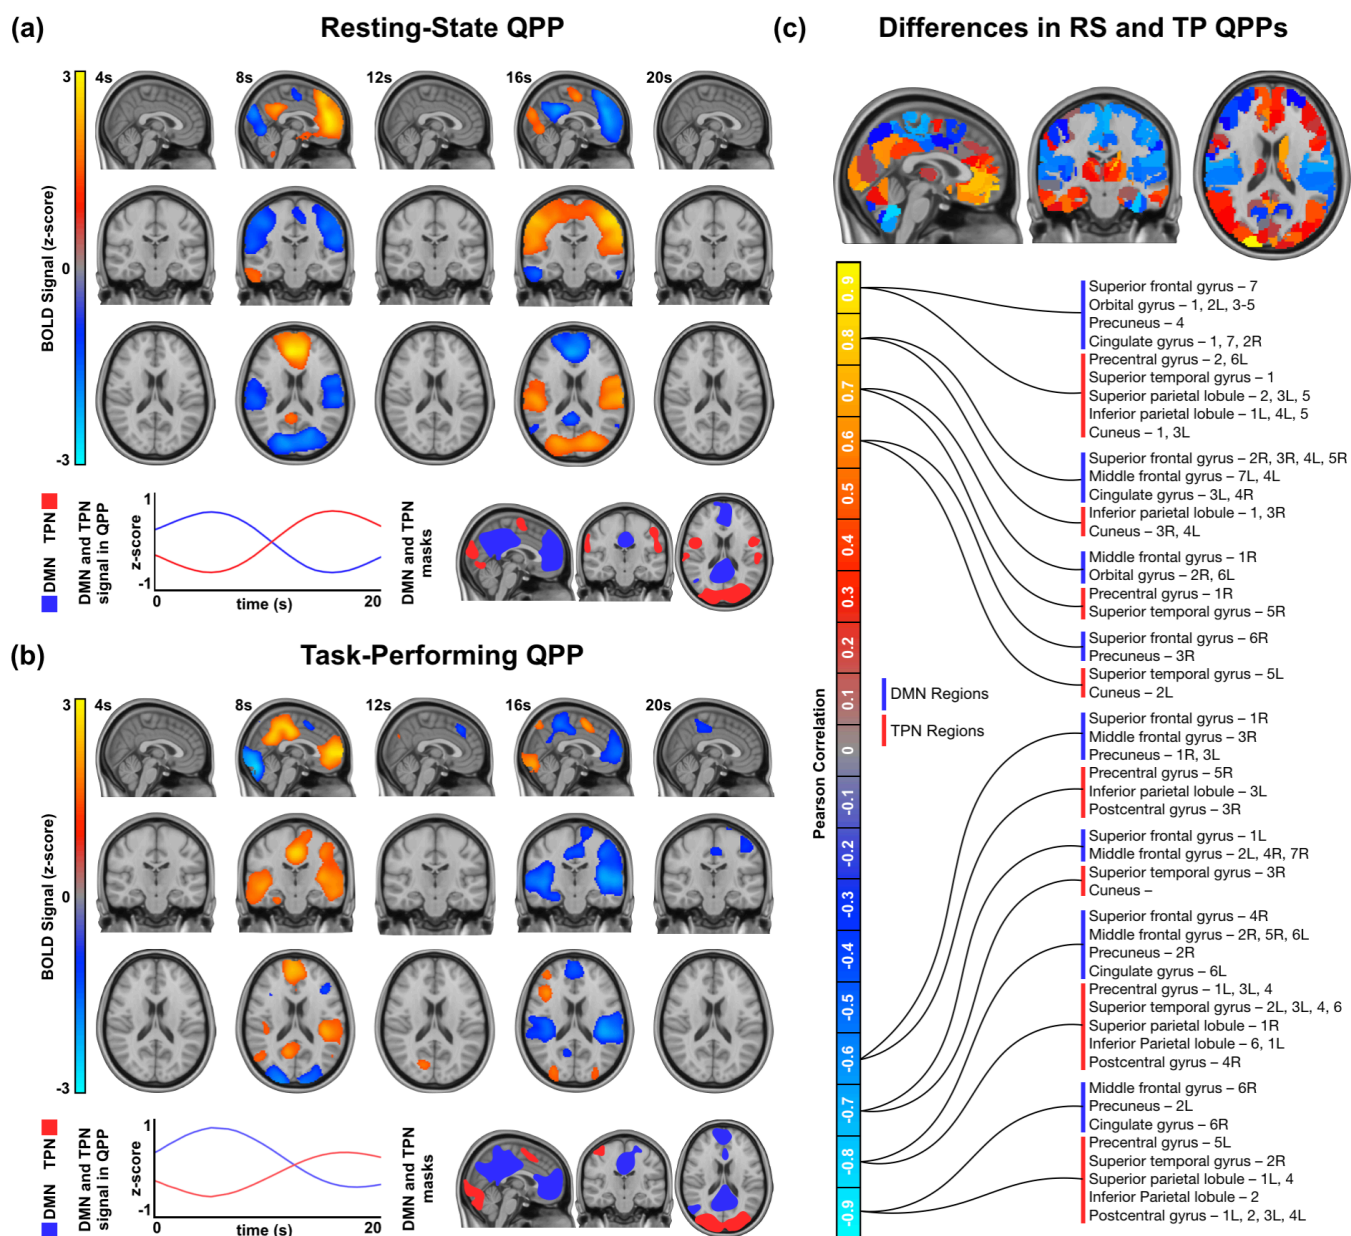 (a)
Resting-State QPP
3
0
-3
BOLD Signal (z-score)
4s
8s
12s
16s
20s
DMN TPN
DMN and TPN
signal in QPP
z-score
1
-1
0
20
time (s)
DMN and TPN
masks
(b)
Task-Performing QPP
3
0
-3
BOLD Signal (z-score)
4s
8s
12s
16s
20s
DMN TPN
DMN and TPN
signal in QPP
z-score
1
-1
0
20
time (s)
DMN and TPN
masks
(c)
Differences in RS and TP QPPs
Pearson Correlation
0.9
0.8
0.7
0.6
0.5
0.4
0.3
0.2
0.1
0
-0.1
-0.2
-0.3
-0.4
-0.5
-0.6
-0.7
-0.8
-0.9
DMN Regions
TPN Regions
Superior frontal gyrus – 7
Orbital gyrus – 1, 2L, 3-5
Precuneus – 4
Cingulate gyrus – 1, 7, 2R
Precentral gyrus – 2, 6L
Superior temporal gyrus – 1
Superior parietal lobule – 2, 3L, 5
Inferior parietal lobule – 1L, 4L, 5
Cuneus – 1, 3L
Superior frontal gyrus – 2R, 3R, 4L, 5R
Middle frontal gyrus – 7L, 4L
Cingulate gyrus – 3L, 4R
Inferior parietal lobule – 1, 3R
Cuneus – 3R, 4L
Middle frontal gyrus – 1R
Orbital gyrus – 2R, 6L
Precentral gyrus – 1R
Superior temporal gyrus – 5R
Superior frontal gyrus – 6R
Precuneus – 3R
Superior temporal gyrus – 5L
Cuneus – 2L
Superior frontal gyrus – 1R
Middle frontal gyrus – 3R
Precuneus – 1R, 3L
Precentral gyrus – 5R
Inferior parietal lobule – 3L
Postcentral gyrus – 3R
Superior frontal gyrus – 1L
Middle frontal gyrus – 2L, 4R, 7R
Superior temporal gyrus – 3R
Cuneus –
Superior frontal gyrus – 4R
Middle frontal gyrus – 2R, 5R, 6L
Precuneus – 2R
Cingulate gyrus – 6L
Precentral gyrus – 1L, 3L, 4
Superior temporal gyrus – 2L, 3L, 4, 6
Superior parietal lobule – 1R
Inferior Parietal lobule – 6, 1L
Postcentral gyrus – 4R
Middle frontal gyrus – 6R
Precuneus – 2L
Cingulate gyrus – 6R
Precentral gyrus – 5L
Superior temporal gyrus – 2R
Superior parietal lobule – 1L, 4
Inferior Parietal lobule – 2
Postcentral gyrus – 1L, 2, 3L, 4L